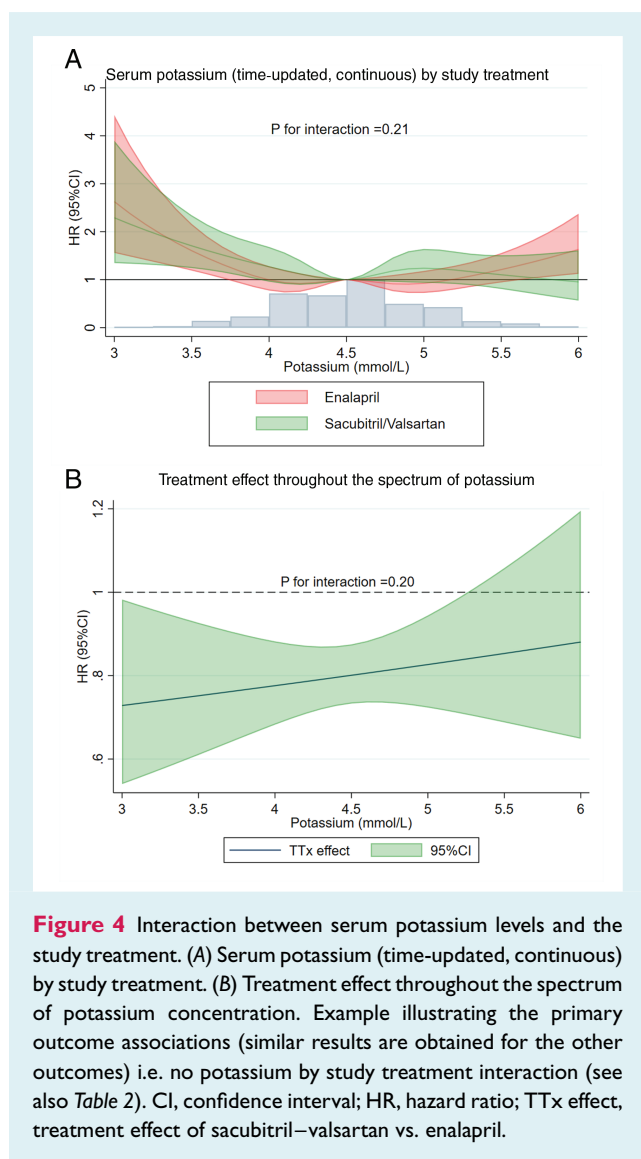 A
Serum potassium (time-updated, continuous) by study treatment
5
4
3
2
1
0
HR (95%CI)
P for interaction =0.21
3 3.5 4 4.5 5 5.5 6
Potassium (mmol/L)
Enalapril
Sacubitril/Valsartan
B
Treatment effect throughout the spectrum of potassium
1.2
1
.8
.6
HR (95%CI)
P for interaction =0.20
3 3.5 4 4.5 5 5.5 6
Potassium (mmol/L)
TTx effect 95%CI
Figure 4 Interaction between serum potassium levels and the
study treatment. (A) Serum potassium (time-updated, continuous)
by study treatment. (B) Treatment effect throughout the spectrum
of potassium concentration. Example illustrating the primary
outcome associations (similar results are obtained for the other
outcomes) i.e. no potassium by study treatment interaction (see
also Table 2). CI, confidence interval; HR, hazard ratio; TTx effect,
treatment effect of sacubitril–valsartan vs. enalapril.